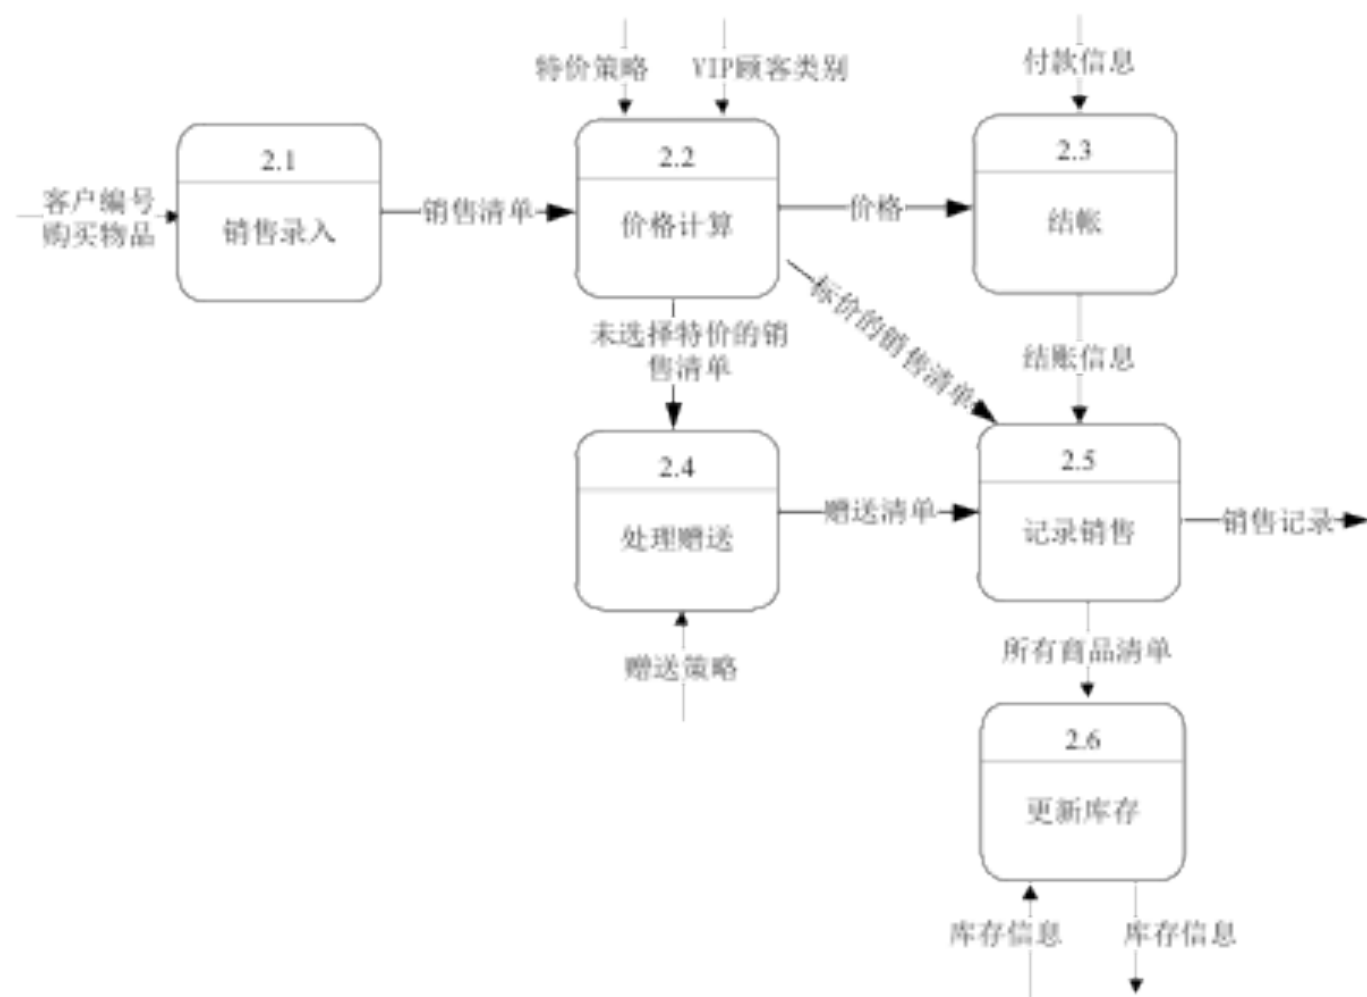 特价策略
VIP顾客类别
付款信息
2.1
销售录入
客户编号
购买物品
销售清单
2.2
价格计算
价格
2.3
结帐
未选择特价的销
售清单
标价的销售清单
结账信息
2.4
处理赠送
赠送清单
2.5
记录销售
销售记录
赠送策略
所有商品清单
2.6
更新库存
库存信息
库存信息